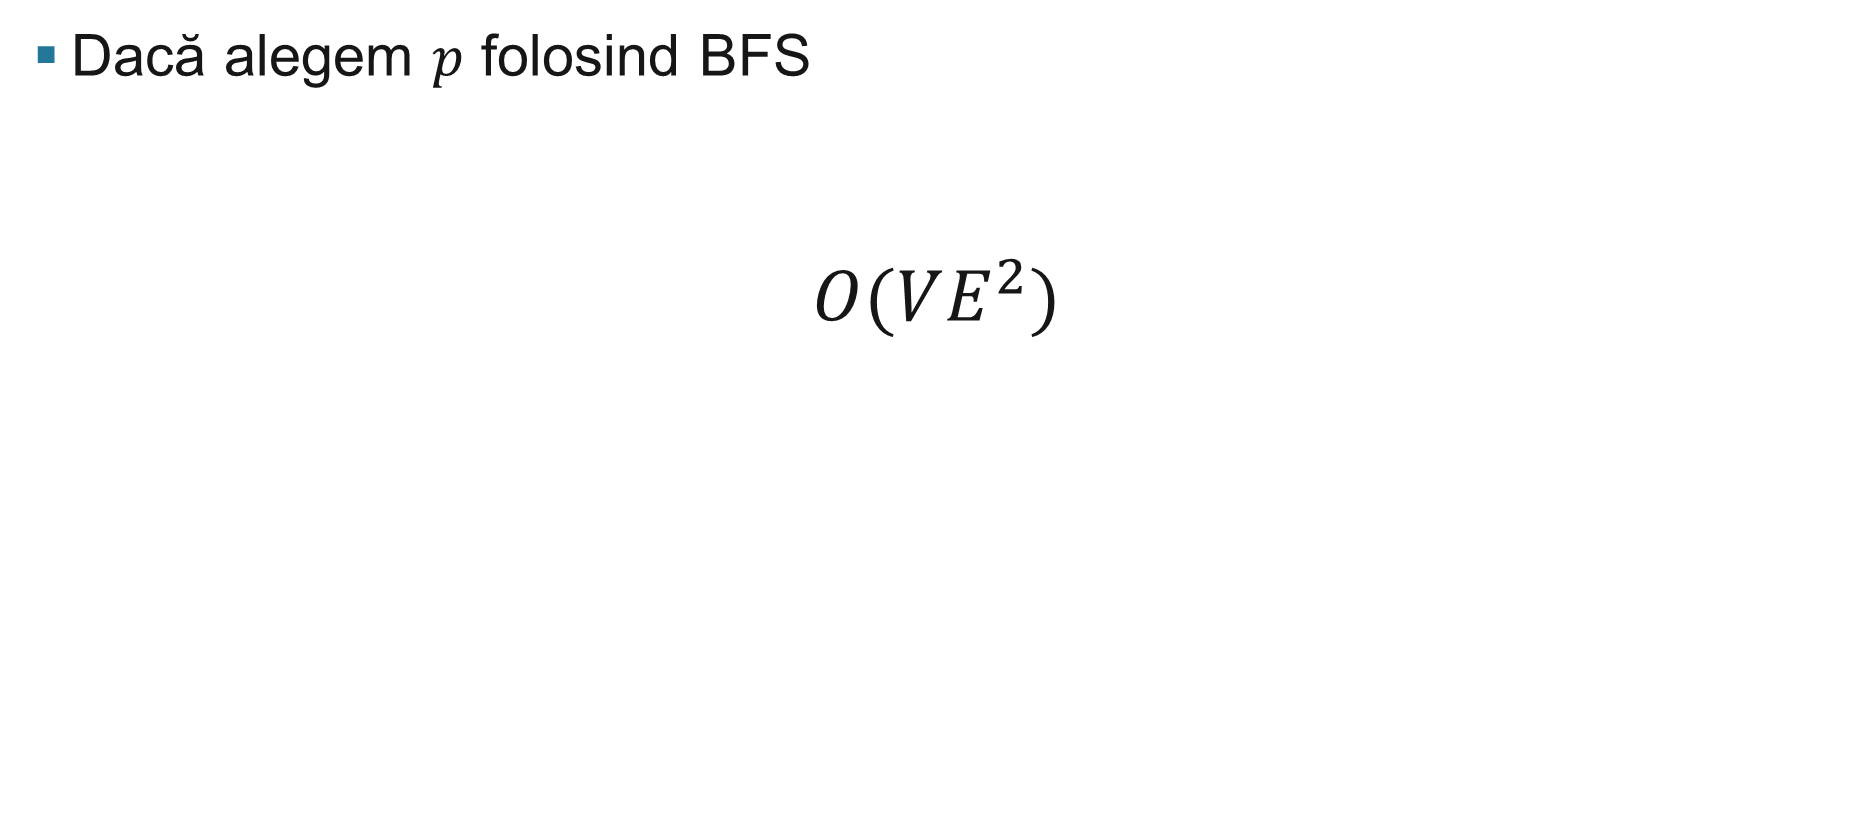 ▪ Dacă alegem p folosind BFS
O(VE²)